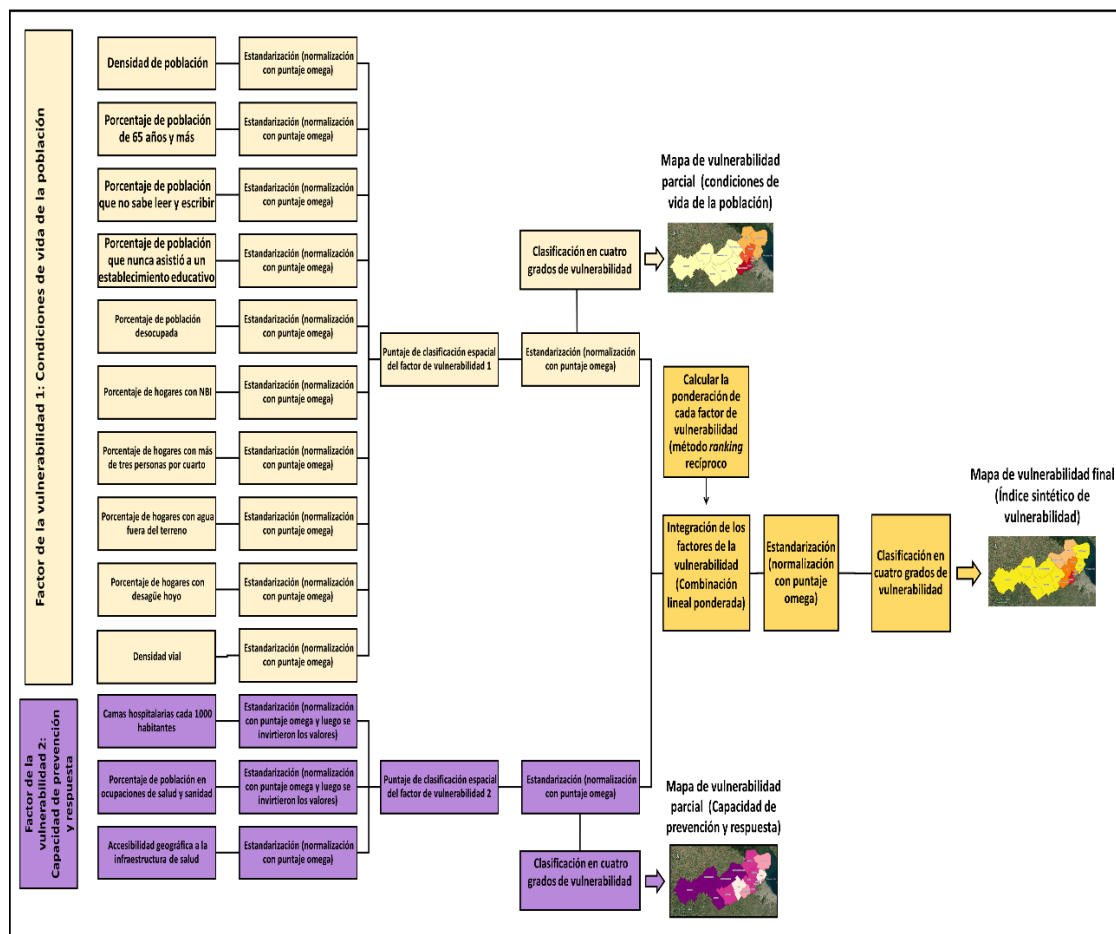 Factor de la vulnerabilidad 1: Condiciones de vida de la población
Densidad de población
Estandarización (normalización
con puntaje omega)
Porcentaje de población
de 65 años y más
Estandarización (normalización
con puntaje omega)
Porcentaje de población
que no sabe leer y escribir
Estandarización (normalización
con puntaje omega)
Porcentaje de población
que nunca asistió a un
establecimiento educativo
Estandarización (normalización
con puntaje omega)
Porcentaje de población
desocupada
Estandarización (normalización
con puntaje omega)
Porcentaje de hogares con NBI
Estandarización (normalización
con puntaje omega)
Porcentaje de hogares con más
de tres personas por cuarto
Estandarización (normalización
con puntaje omega)
Porcentaje de hogares con agua
fuera del terreno
Estandarización (normalización
con puntaje omega)
Porcentaje de hogares con
desagüe hoyo
Estandarización (normalización
con puntaje omega)
Densidad vial
Estandarización (normalización
con puntaje omega)
Puntaje de clasificación espacial
del factor de vulnerabilidad 1
Estandarización (normalización
con puntaje omega)
Clasificación en cuatro
grados de vulnerabilidad
Mapa de vulnerabilidad
parcial (condiciones de
vida de la población)
Factor de la
vulnerabilidad 2:
Capacidad de prevención
y respuesta
Camas hospitalarias cada 1000
habitantes
Estandarización (normalización
con puntaje omega y luego se
invirtieron los valores)
Porcentaje de población en
ocupaciones de salud y sanidad
Estandarización (normalización
con puntaje omega y luego se
invirtieron los valores)
Accesibilidad geográfica a la
infraestructura de salud
Estandarización (normalización
con puntaje omega)
Puntaje de clasificación espacial
del factor de vulnerabilidad 2
Estandarización (normalización
con puntaje omega)
Clasificación en cuatro
grados de vulnerabilidad
Mapa de vulnerabilidad
parcial (Capacidad de
prevención y respuesta)
Calcular la
ponderación de
cada factor de
vulnerabilidad
(método ranking
recíproco
Integración de los
factores de la
vulnerabilidad
(Combinación
lineal ponderada)
Estandarización
(normalización
con puntaje
omega)
Clasificación en
cuatro grados de
vulnerabilidad
Mapa de vulnerabilidad final
(Índice sintético de
vulnerabilidad)